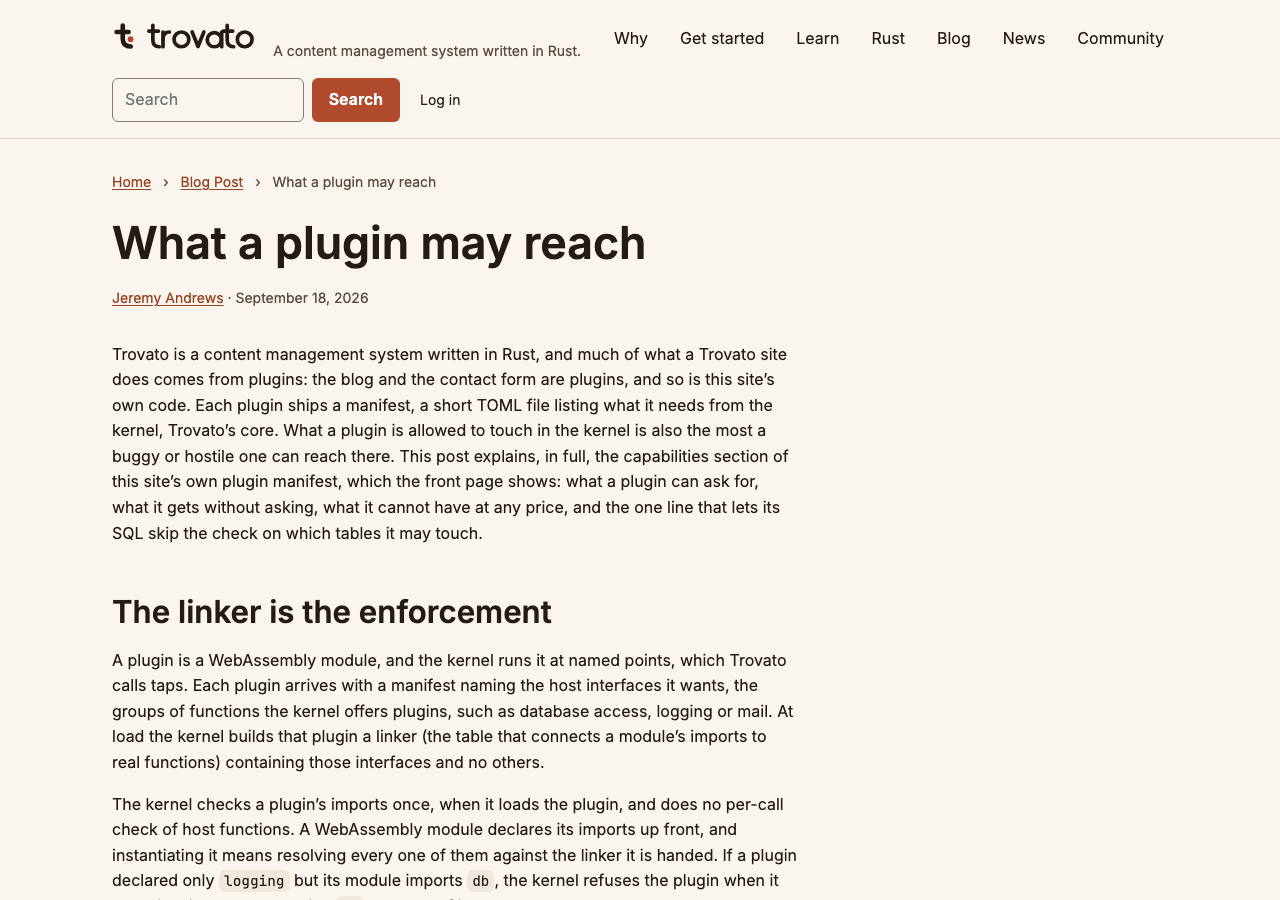 trovato
A content management system written in Rust.
Why
Get started
Learn
Rust
Blog
News
Community
Search
Search
Log in
Home › Blog Post › What a plugin may reach
What a plugin may reach
Jeremy Andrews · September 18, 2026
Trovato is a content management system written in Rust, and much of what a Trovato site
does comes from plugins: the blog and the contact form are plugins, and so is this site’s
own code. Each plugin ships a manifest, a short TOML file listing what it needs from the
kernel, Trovato’s core. What a plugin is allowed to touch in the kernel is also the most a
buggy or hostile one can reach there. This post explains, in full, the capabilities section of
this site’s own plugin manifest, which the front page shows: what a plugin can ask for,
what it gets without asking, what it cannot have at any price, and the one line that lets its
SQL skip the check on which tables it may touch.
The linker is the enforcement
A plugin is a WebAssembly module, and the kernel runs it at named points, which Trovato
calls taps. Each plugin arrives with a manifest naming the host interfaces it wants, the
groups of functions the kernel offers plugins, such as database access, logging or mail. At
load the kernel builds that plugin a linker (the table that connects a module’s imports to
real functions) containing those interfaces and no others.
The kernel checks a plugin’s imports once, when it loads the plugin, and does no per-call
check of host functions. A WebAssembly module declares its imports up front, and
instantiating it means resolving every one of them against the linker it is handed. If a plugin
declared only logging but its module imports db, the kernel refuses the plugin when it